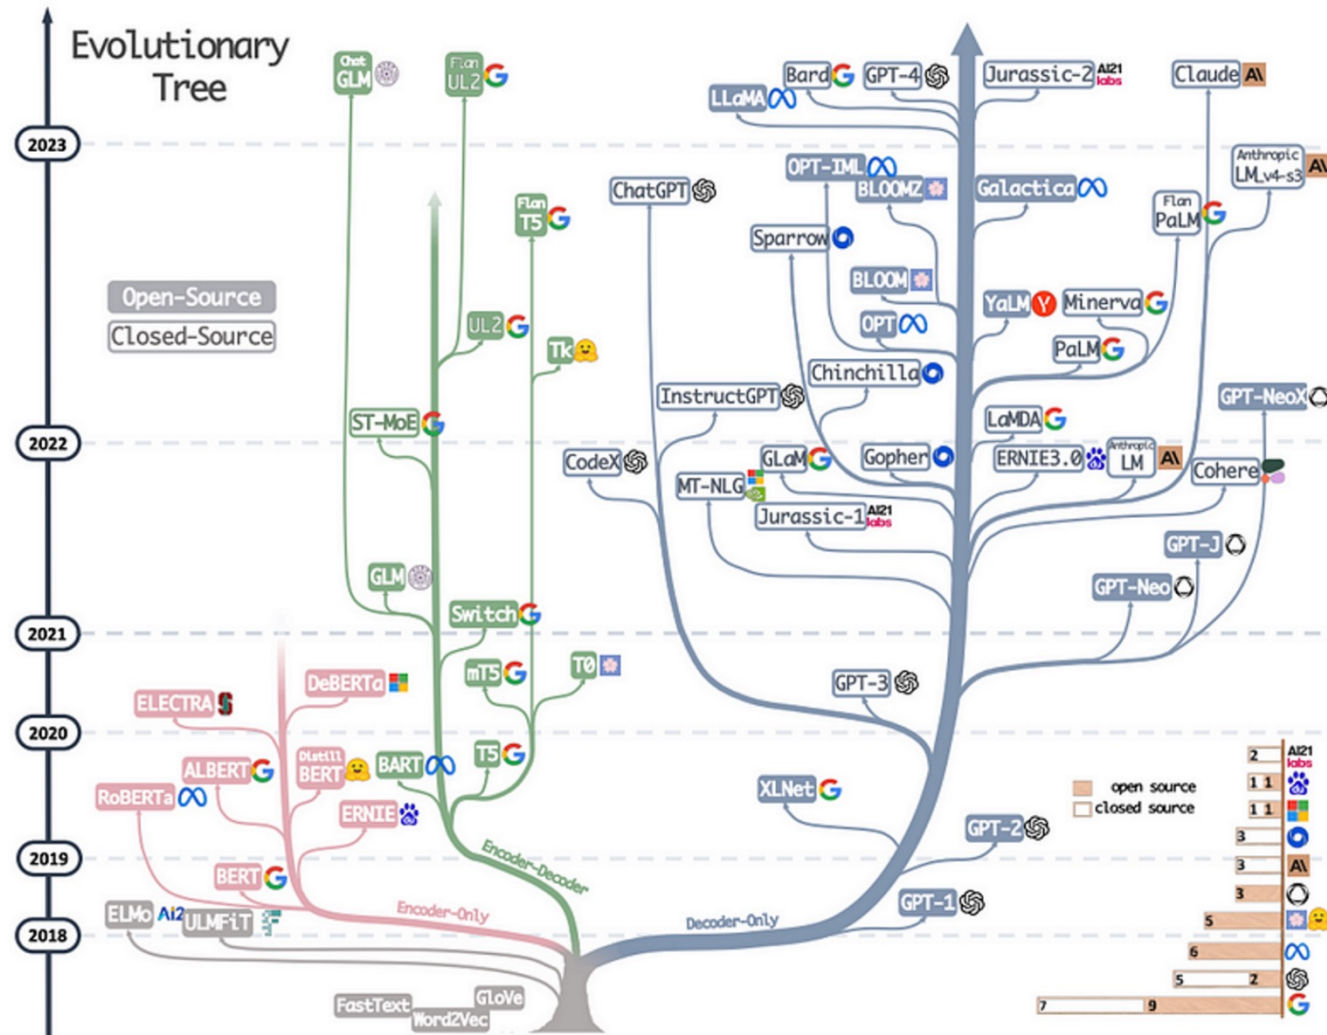 Evolutionary
Tree
Chat
GLM
Flan
UL2
Bard
GPT-4
Jurassic-2
AI21
labs
Claude
A\
LLaMA
2023
Anthropic
LM_v4-s3
A\
OPT-IML
ChatGPT
BLOOMZ
Galactica
Flan
T5
Flan
PaLM
Sparrow
BLOOM
Open-Source
YaLM
Minerva
UL2
OPT
Closed-Source
Tk
PaLM
Chinchilla
InstructGPT
GPT-NeoX
ST-MoE
LaMDA
2022
CodeX
GLaM
Gopher
ERNIE3.0
Anthropic
LM
A\
Cohere
MT-NLG
Jurassic-1
AI21
labs
GPT-J
GLM
GPT-Neo
Switch
2021
mT5
T0
DeBERTa
GPT-3
ELECTRA
2020
T5
BART
Distill
BERT
ALBERT
2
AI21
labs
RoBERTa
XLNet
open source
1 1
closed source
1 1
ERNIE
GPT-2
3
2019
Encoder-Decoder
3
A\
BERT
3
ELMo
Ai2
ULMFiT
Encoder-Only
Decoder-Only
GPT-1
5
2018
6
5 2
FastText
Word2Vec
GloVe
7 9